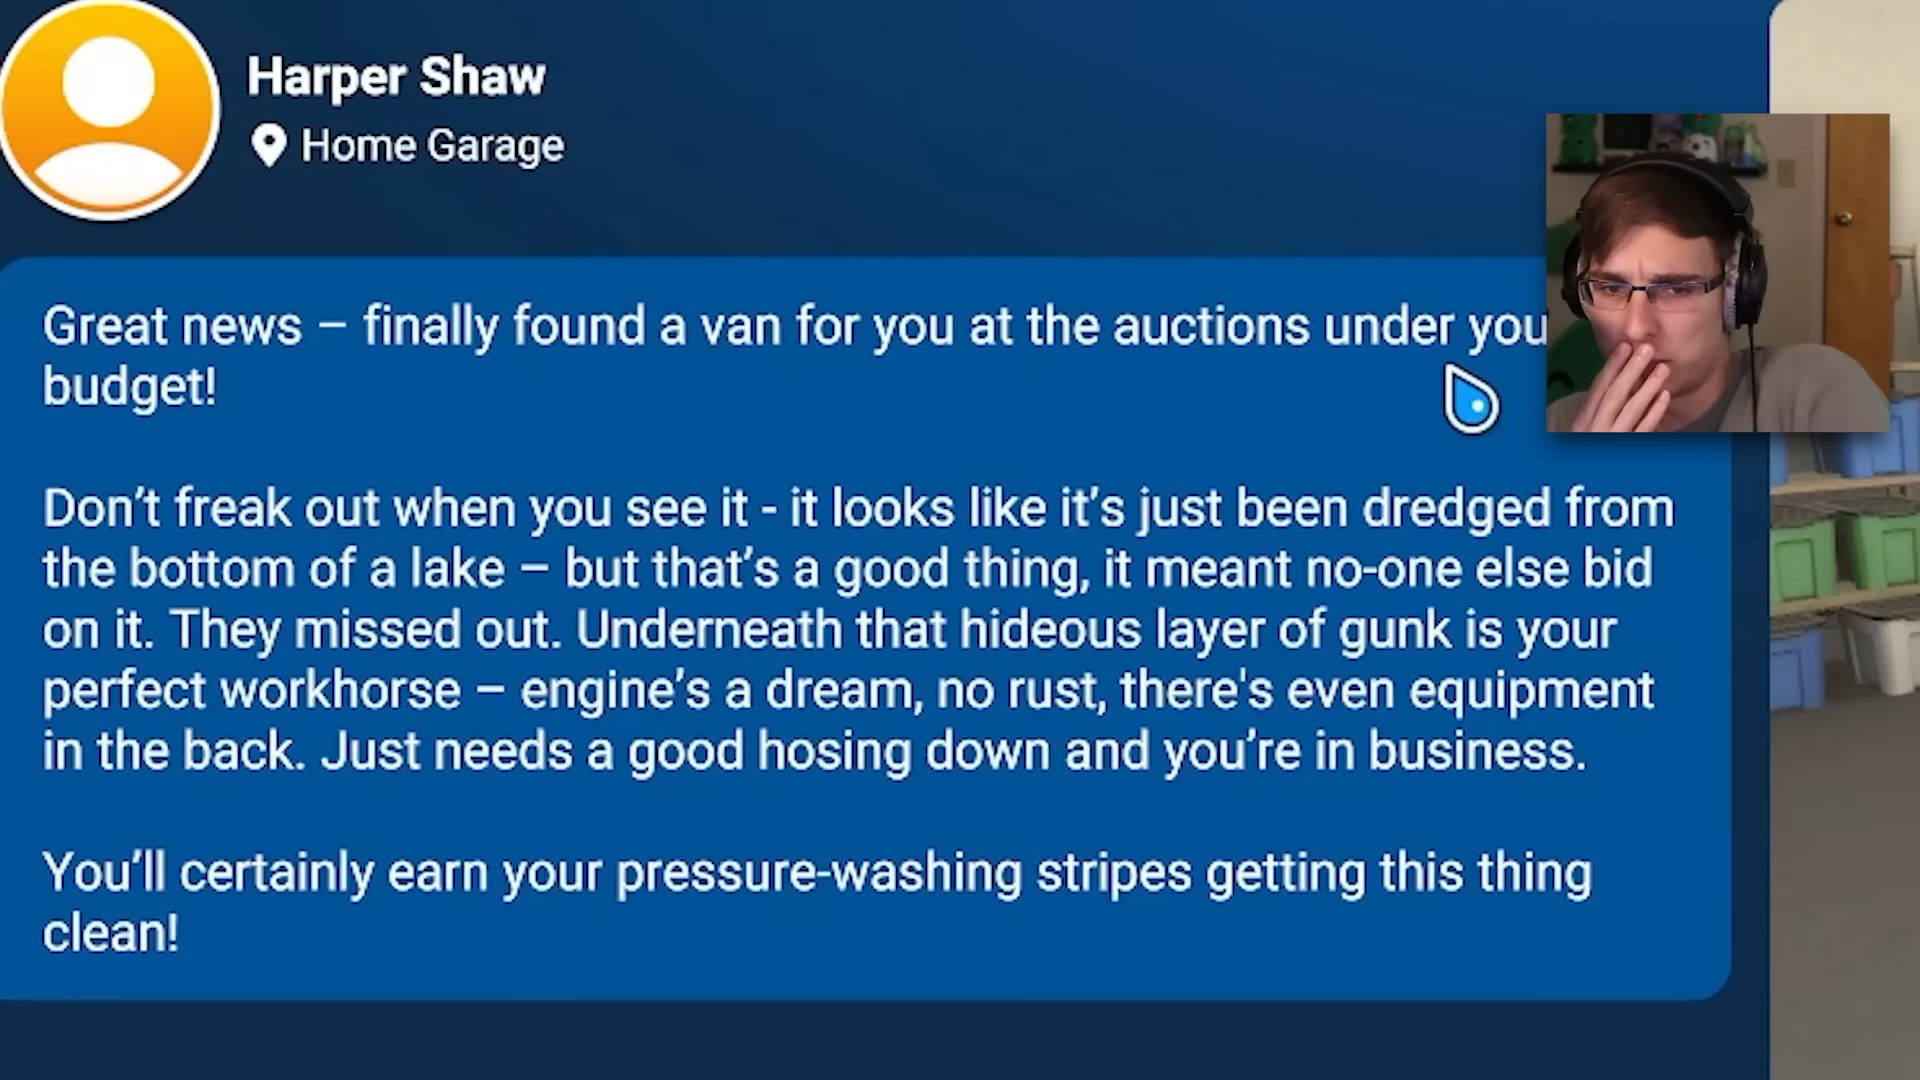 Harper Shaw
Home Garage
Great news – finally found a van for you at the auctions under
budget!
Don’t freak out when you see it - it looks like it’s just been dredged from
the bottom of a lake – but that’s a good thing, it meant no-one else bid
on it. They missed out. Underneath that hideous layer of gunk is your
perfect workhorse – engine’s a dream, no rust, there's even equipment
in the back. Just needs a good hosing down and you’re in business.
You’ll certainly earn your pressure-washing stripes getting this thing
clean!